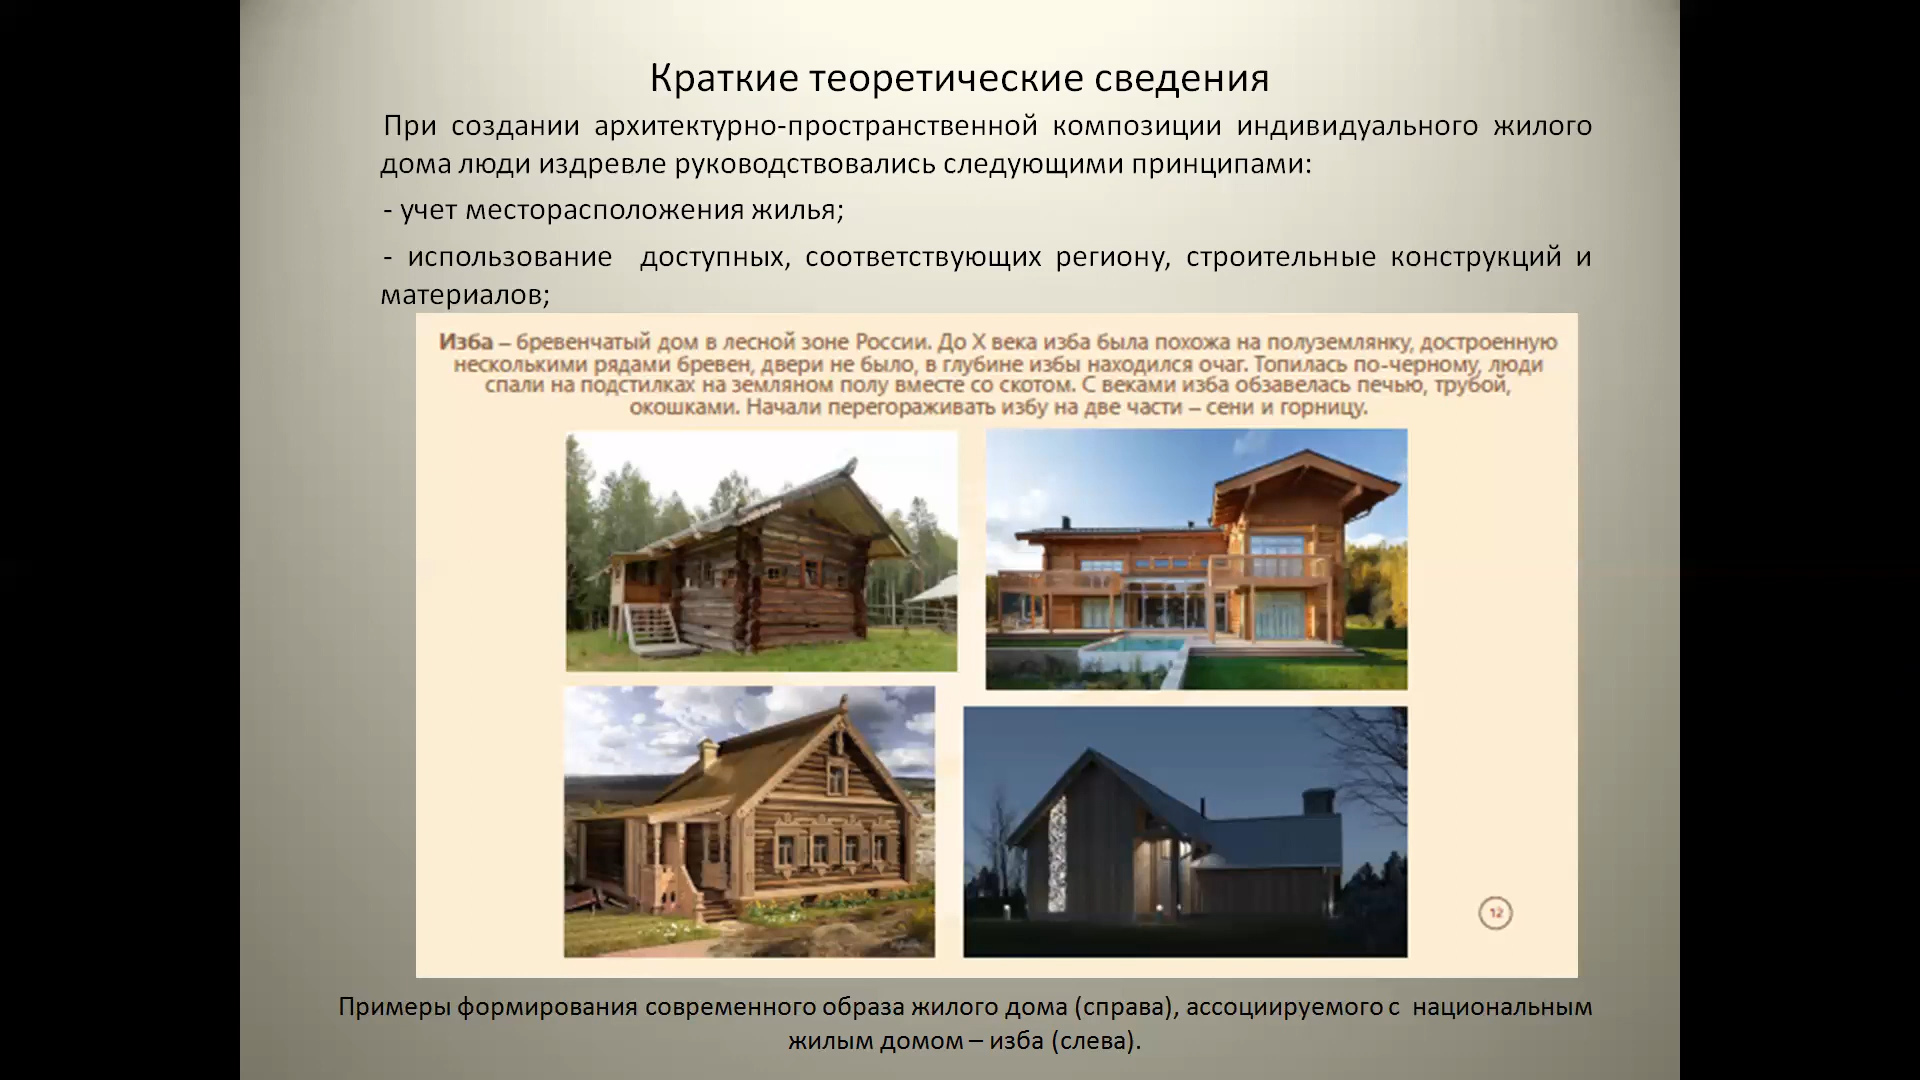 Краткие теоретические сведения
При создании архитектурно-пространственной композиции индивидуального жилого
дома люди издревле руководствовались следующими принципами:
- учет месторасположения жилья;
- использование доступных, соответствующих региону, строительные конструкций и
материалов;
Изба – бревенчатый дом в лесной зоне России. До X века изба была похожа на полуземлянку, достроенную
несколькими рядами бревен, двери не было, в глубине избы находился очаг. Топилась по-черному, люди
спали на подстилках на земляном полу вместе со скотом. С веками изба обзавелась печью, трубой,
окошками. Начали перегораживать избу на две части – сени и горницу.
12
Примеры формирования современного образа жилого дома (справа), ассоциируемого с национальным
жилым домом – изба (слева).